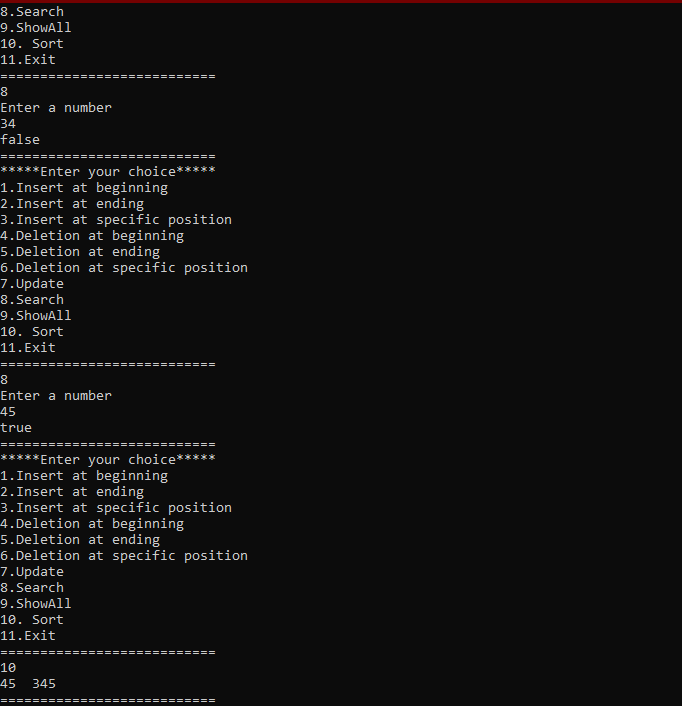 8.Search
9.ShowAll
10. Sort
11.Exit
===========================
8
Enter a number
34
false
===========================
*****Enter your choice*****
1.Insert at beginning
2.Insert at ending
3.Insert at specific position
4.Deletion at beginning
5.Deletion at ending
6.Deletion at specific position
7.Update
8.Search
9.ShowAll
10. Sort
11.Exit
===========================
8
Enter a number
45
true
===========================
*****Enter your choice*****
1.Insert at beginning
2.Insert at ending
3.Insert at specific position
4.Deletion at beginning
5.Deletion at ending
6.Deletion at specific position
7.Update
8.Search
9.ShowAll
10. Sort
11.Exit
===========================
10
45  345
===========================